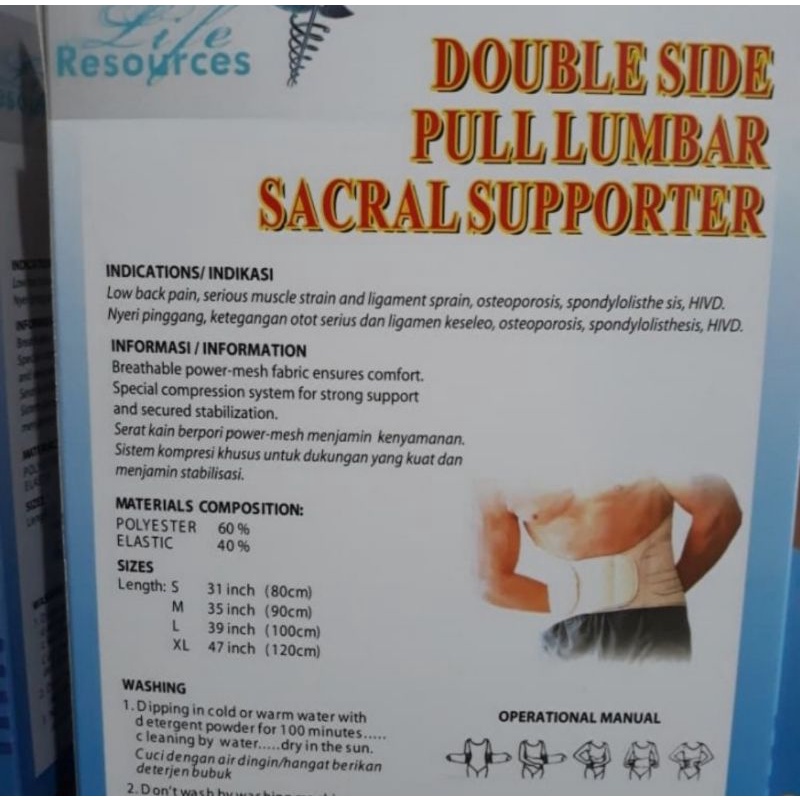 Life
Resources
DOUBLE SIDE
PULL LUMBAR
SACRAL SUPPORTER
INDICATIONS/ INDIKASI
Low back pain, serious muscle strain and ligament sprain, osteoporosis, spondylolisthe sis, HIVD.
Nyeri pinggang, ketegangan otot serius dan ligamen keseleo, osteoporosis, spondylolisthesis, HIVD.
INFORMASI / INFORMATION
Breathable power-mesh fabric ensures comfort.
Special compression system for strong support
and secured stabilization.
Serat kain berpori power-mesh menjamin kenyamanan.
Sistem kompresi khusus untuk dukungan yang kuat dan
menjamin stabilisasi.
MATERIALS COMPOSITION:
POLYESTER 60 %
ELASTIC 40 %
SIZES
Length: S 31 inch (80cm)
M 35 inch (90cm)
L 39 inch (100cm)
XL 47 inch (120cm)
WASHING
1. Dipping in cold or warm water with
detergent powder for 100 minutes.....
cleaning by water.....dry in the sun.
Cuci dengan air dingin/hangat berikan
deterjen bubuk
2. Don't wash by washing
OPERATIONAL MANUAL